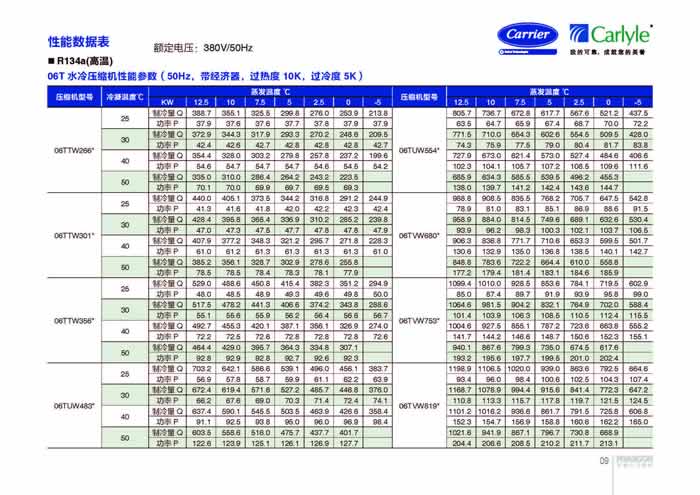 性能数据表
额定电压: 380V/50Hz
Carrier
Carlyle
您的可靠, 成就您的英誉
■ R134a(高温)
06T 水冷压缩机性能参数（50Hz, 带经济器, 过热度 10K, 过冷度 5K）
压缩机型号 冷凝温度℃ 蒸发温度 ℃ 压缩机型号 蒸发温度 ℃
KW 12.5 10 7.5 5 2.5 0 -5 12.5 10 7.5 5 2.5 0 -5
06TTW266* 25 制冷量 Q 388.7 355.1 325.5 299.8 276.0 253.9 213.8 06TUW554* 805.7 736.7 672.8 617.7 567.6 521.2 437.5
功率 P 37.9 37.6 37.6 37.7 37.8 37.9 37.9 63.5 64.7 65.9 67.4 68.7 70.0 72.2
30 制冷量 Q 372.9 344.3 317.9 293.3 270.2 248.6 209.5 771.5 710.0 654.3 602.6 554.5 509.5 428.0
功率 P 42.4 42.6 42.7 42.8 42.8 42.8 42.7 74.3 75.9 77.5 79.0 80.4 81.7 83.8
40 制冷量 Q 354.4 328.0 303.2 279.8 257.8 237.2 199.6 727.9 673.0 621.4 573.0 527.4 484.6 406.6
功率 P 54.6 54.7 54.7 54.7 54.6 54.5 54.2 102.3 104.1 105.7 107.2 108.5 109.6 111.6
50 制冷量 Q 335.0 310.0 286.4 264.2 243.2 223.5 685.9 634.3 585.5 539.5 496.2 455.3
功率 P 70.1 70.0 69.9 69.7 69.5 69.3 138.0 139.7 141.2 142.4 143.6 144.7
06TTW301* 25 制冷量 Q 440.0 405.1 373.5 344.2 316.8 291.2 244.9 06TVW680* 988.8 908.5 835.5 768.2 705.7 647.5 542.8
功率 P 41.3 41.6 41.8 42.0 42.2 42.3 42.4 78.9 81.0 83.1 85.1 86.9 88.6 91.5
30 制冷量 Q 428.4 395.8 365.4 336.9 310.2 285.2 239.8 958.9 884.0 814.5 749.6 689.1 632.6 530.4
功率 P 47.0 47.3 47.5 47.7 47.8 47.8 47.9 93.9 96.2 98.3 100.3 102.1 103.7 106.5
40 制冷量 Q 407.9 377.2 348.3 321.2 295.7 271.8 228.3 906.3 836.8 771.7 710.6 653.3 599.5 501.7
功率 P 61.0 61.2 61.3 61.3 61.3 61.3 61.0 130.6 132.9 135.0 136.8 138.5 140.1 142.7
50 制冷量 Q 385.2 356.1 328.7 302.9 278.6 255.8 848.8 783.6 722.2 664.4 610.0 558.8
功率 P 78.5 78.5 78.4 78.3 78.1 77.9 177.2 179.4 181.4 183.1 184.6 185.9
06TTW356* 25 制冷量 Q 529.0 488.6 450.8 415.4 382.3 351.2 294.9 06TVW753* 1099.4 1010.0 928.5 853.6 784.1 719.5 602.9
功率 P 48.0 48.5 48.9 49.3 49.6 49.8 50.0 85.0 87.4 89.7 91.9 93.9 95.8 99.0
30 制冷量 Q 517.5 478.2 441.3 406.6 374.2 343.8 288.6 1064.6 981.5 904.2 832.1 764.9 702.0 588.4
功率 P 55.1 55.6 55.9 56.2 56.4 56.6 56.7 101.4 103.9 106.3 108.5 110.5 112.4 115.5
40 制冷量 Q 492.7 455.3 420.1 387.1 356.1 326.9 274.0 1004.6 927.5 855.1 787.2 723.6 663.8 555.2
功率 P 72.2 72.5 72.6 72.8 72.8 72.8 72.6 141.7 144.2 146.6 148.7 150.6 152.3 155.1
50 制冷量 Q 464.4 429.0 395.7 364.3 334.8 307.1 940.1 867.6 799.3 735.0 674.5 617.6
功率 P 92.8 92.9 92.8 92.7 92.6 92.3 193.2 195.6 197.7 199.5 201.0 202.4
06TUW483* 25 制冷量 Q 703.2 642.1 586.6 539.1 496.0 456.1 383.7 06TVW819* 1198.9 1106.5 1020.0 939.0 863.6 792.5 664.6
功率 P 56.9 57.8 58.7 59.9 61.1 62.2 63.9 93.4 96.0 98.4 100.6 102.5 104.3 107.4
30 制冷量 Q 672.4 619.4 571.6 527.2 485.7 446.8 376.0 1168.7 1078.9 994.4 915.6 841.4 772.3 647.2
功率 P 66.2 67.6 69.0 70.3 71.4 72.4 74.1 110.8 113.3 115.7 117.8 119.7 121.5 124.5
40 制冷量 Q 637.4 590.1 545.5 503.5 463.9 426.6 358.4 1101.2 1016.2 936.6 861.7 791.5 725.8 606.8
功率 P 91.1 92.5 93.8 95.0 96.0 96.9 98.4 152.3 154.7 156.9 158.8 160.6 162.2 165.0
50 制冷量 Q 603.5 558.6 516.0 475.7 437.7 401.7 1021.6 941.9 867.1 796.7 730.8 668.9
功率 P 122.6 123.9 125.1 126.1 126.9 127.7 204.4 206.6 208.5 210.2 211.7 213.1
09